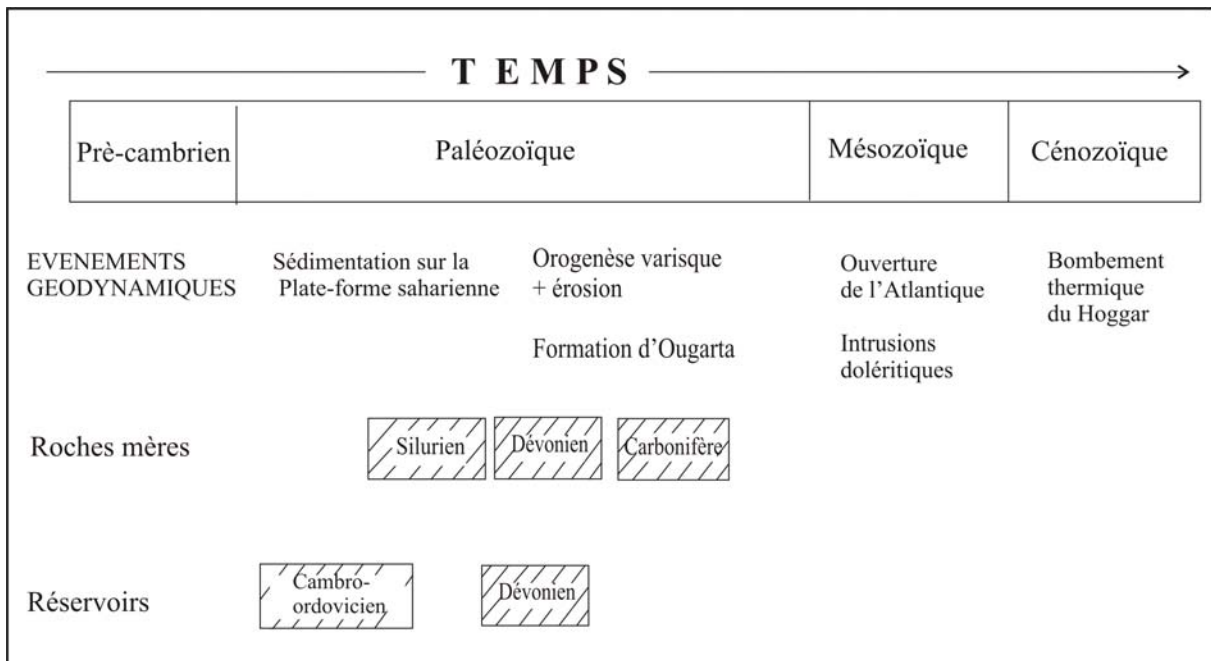 T E M P S
Prè-cambrien Paléozoïque Mésozoïque Cénozoïque
EVENEMENTS
GEODYNAMIQUES
Sédimentation sur la
Plate-forme saharienne
Orogenèse varisque
+ érosion
Formation d'Ougarta
Ouverture
de l'Atlantique
Intrusions
doléritiques
Bombement
thermique
du Hoggar
Roches mères
Silurien Dévonien Carbonifère
Réservoirs
Cambro-
ordovicien
Dévonien